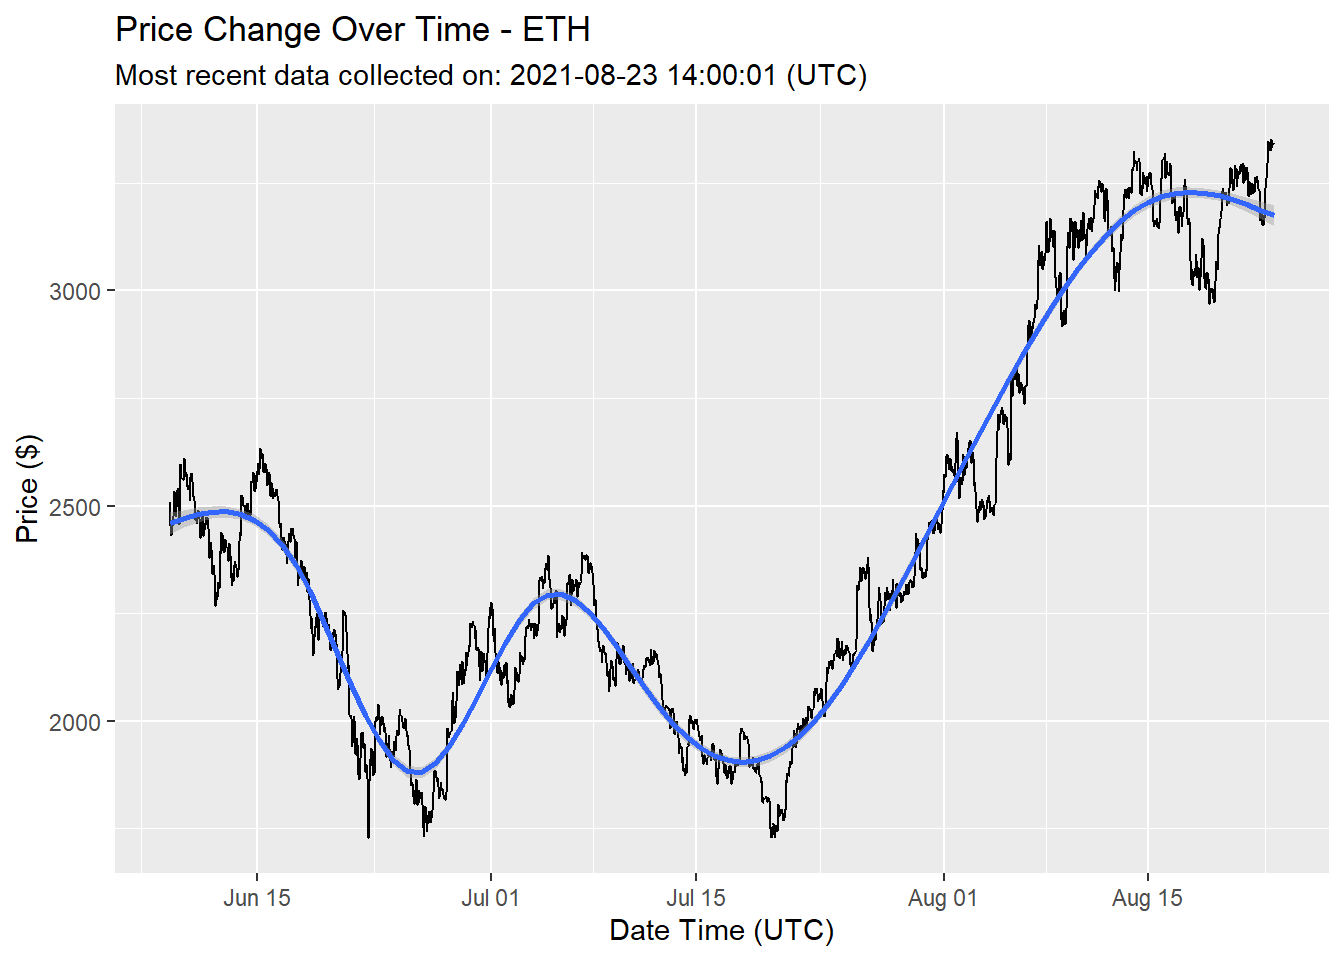 Price Change Over Time - ETH
Most recent data collected on: 2021-08-23 14:00:01 (UTC)
Price ($)
3000
2500
2000
Jun 15
Jul 01
Jul 15
Aug 01
Aug 15
Date Time (UTC)